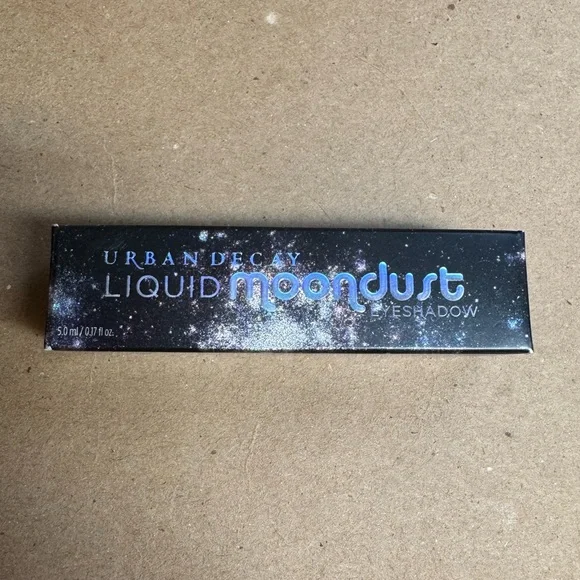 URBAN DECAY
LIQUID moondust
EYESHADOW
5.0 ml / 0.17 fl oz.